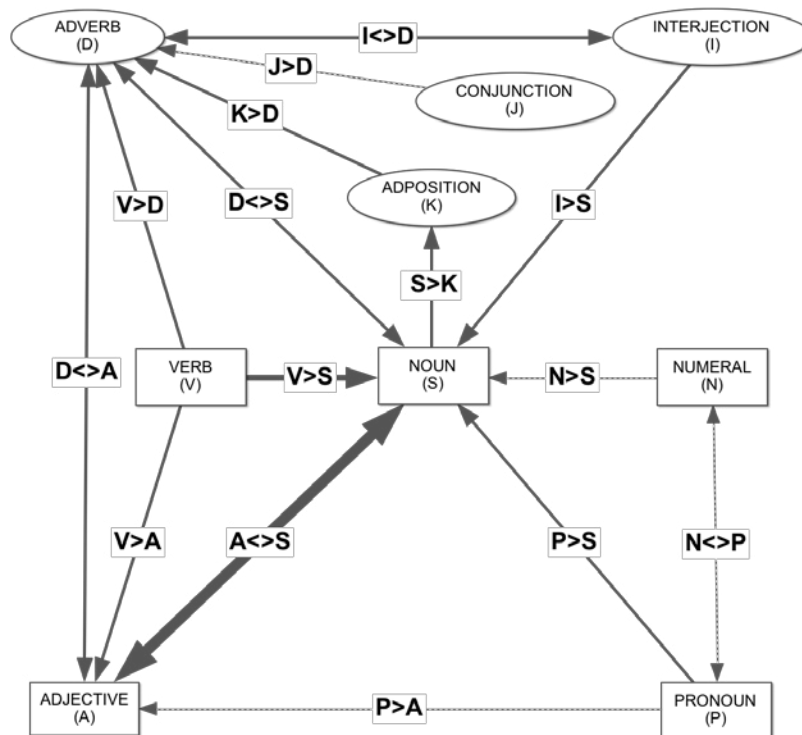 ADVERB
(D)
I<>D
INTERJECTION
(I)
J>D
CONJUNCTION
(J)
K>D
ADPOSITION
(K)
V>D
D<>S
I>S
S>K
D<>A
VERB
(V)
V>S
NOUN
(S)
N>S
NUMERAL
(N)
V>A
A<>S
P>S
N<>P
ADJECTIVE
(A)
P>A
PRONOUN
(P)